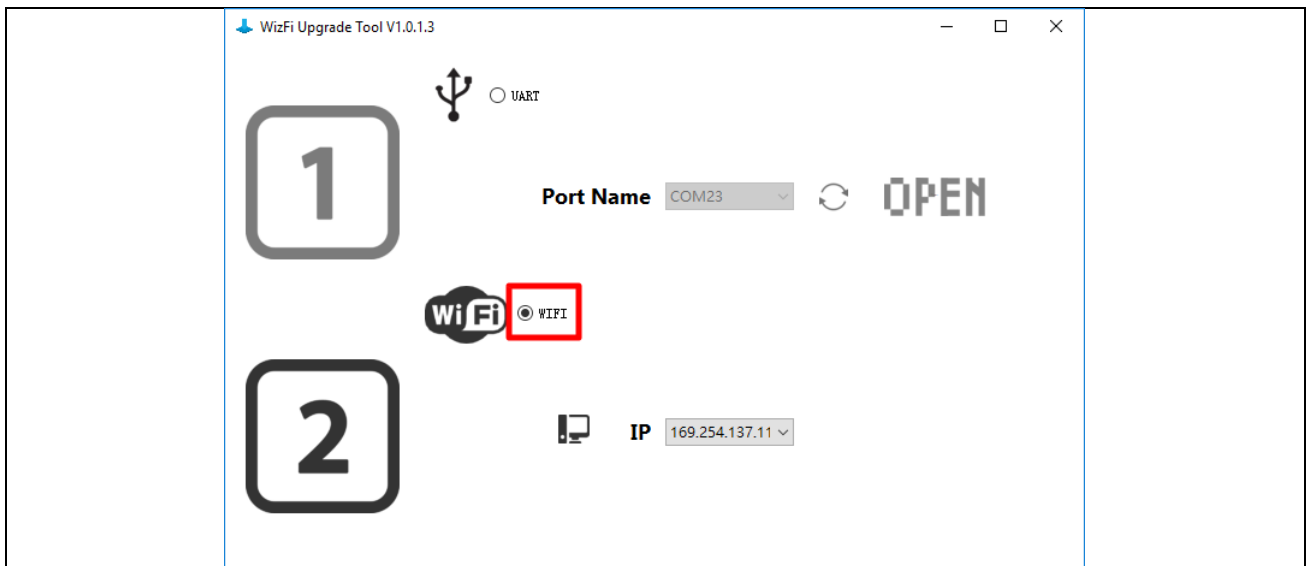 WizFi Upgrade Tool V1.0.1.3
UART
1
Port Name COM23 OPEN
WiFi WIFI
2
IP 169.254.137.11